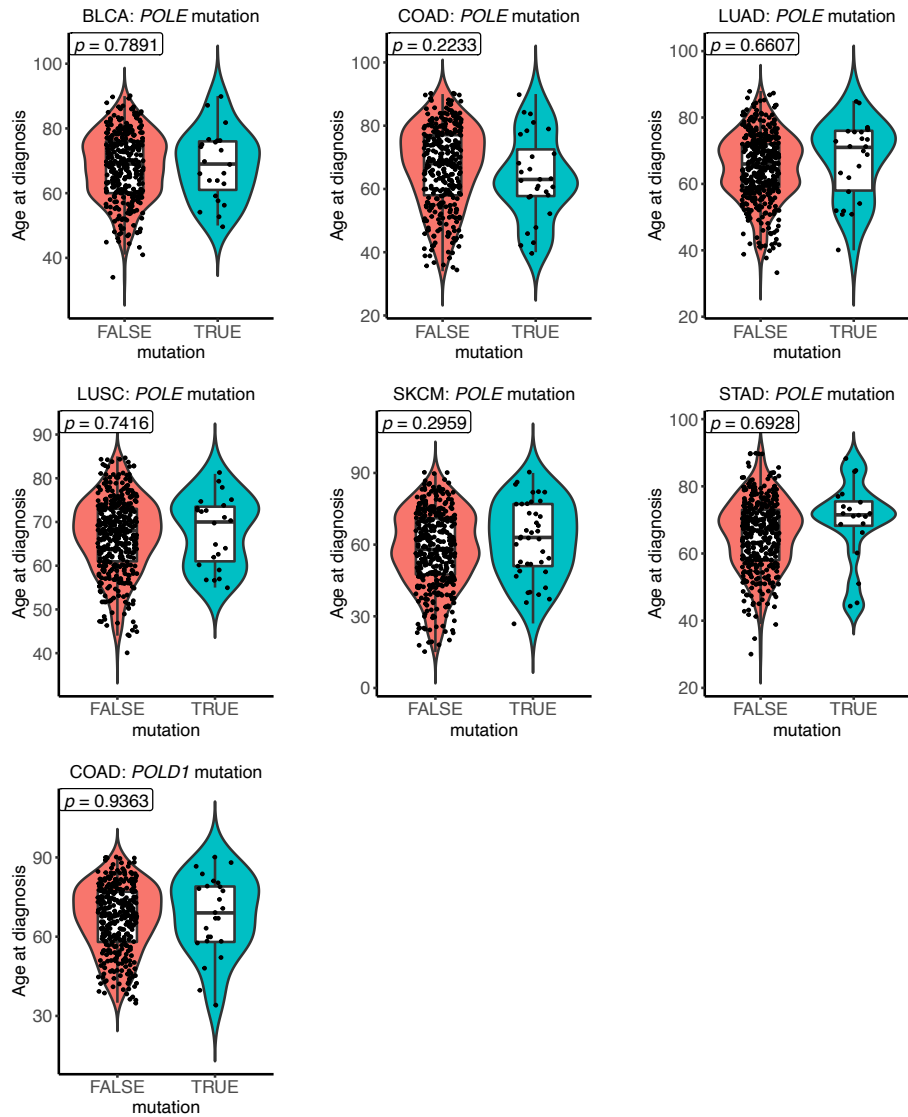 BLCA: POLE mutation
p = 0.7891
Age at diagnosis
100
80
60
40
FALSE TRUE
mutation
COAD: POLE mutation
p = 0.2233
Age at diagnosis
100
80
60
40
20
FALSE TRUE
mutation
LUAD: POLE mutation
p = 0.6607
Age at diagnosis
100
80
60
40
20
FALSE TRUE
mutation
LUSC: POLE mutation
p = 0.7416
Age at diagnosis
90
80
70
60
50
40
FALSE TRUE
mutation
SKCM: POLE mutation
p = 0.2959
Age at diagnosis
90
60
30
0
FALSE TRUE
mutation
STAD: POLE mutation
p = 0.6928
Age at diagnosis
100
80
60
40
20
FALSE TRUE
mutation
COAD: POLD1 mutation
p = 0.9363
Age at diagnosis
90
60
30
FALSE TRUE
mutation